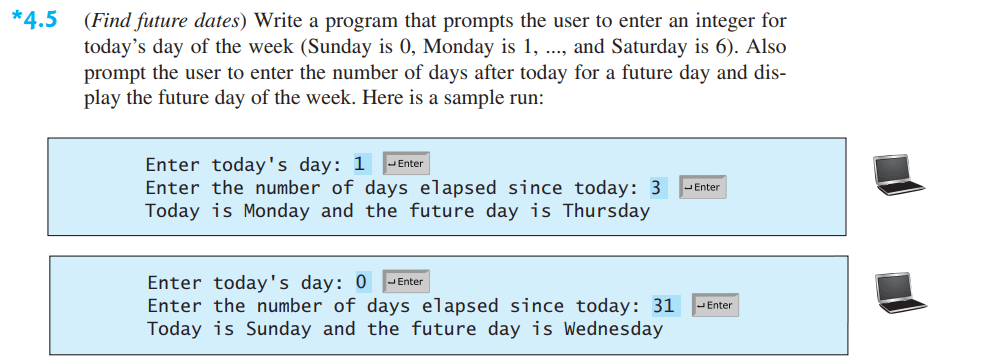 *4.5 (Find future dates) Write a program that prompts the user to enter an integer for
today's day of the week (Sunday is 0, Monday is 1, ..., and Saturday is 6). Also
prompt the user to enter the number of days after today for a future day and dis-
play the future day of the week. Here is a sample run:
Enter today's day: 1 ↵Enter
Enter the number of days elapsed since today: 3 ↵Enter
Today is Monday and the future day is Thursday
Enter today's day: 0 ↵Enter
Enter the number of days elapsed since today: 31 ↵Enter
Today is Sunday and the future day is Wednesday